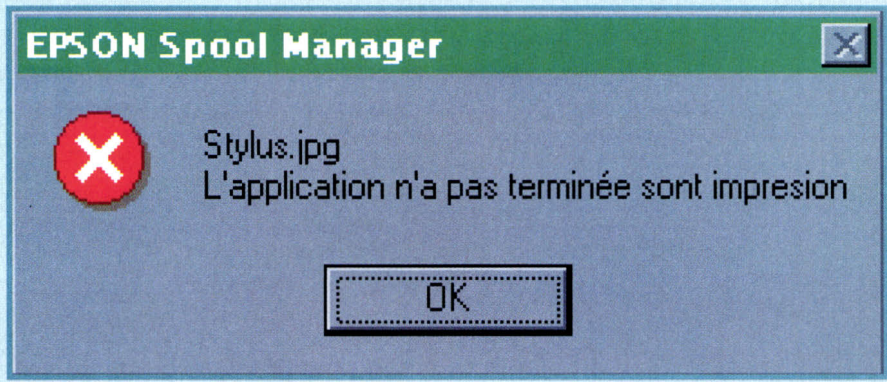 EPSON Spool Manager
Stylus.jpg
L'application n'a pas terminée sont impresion
OK